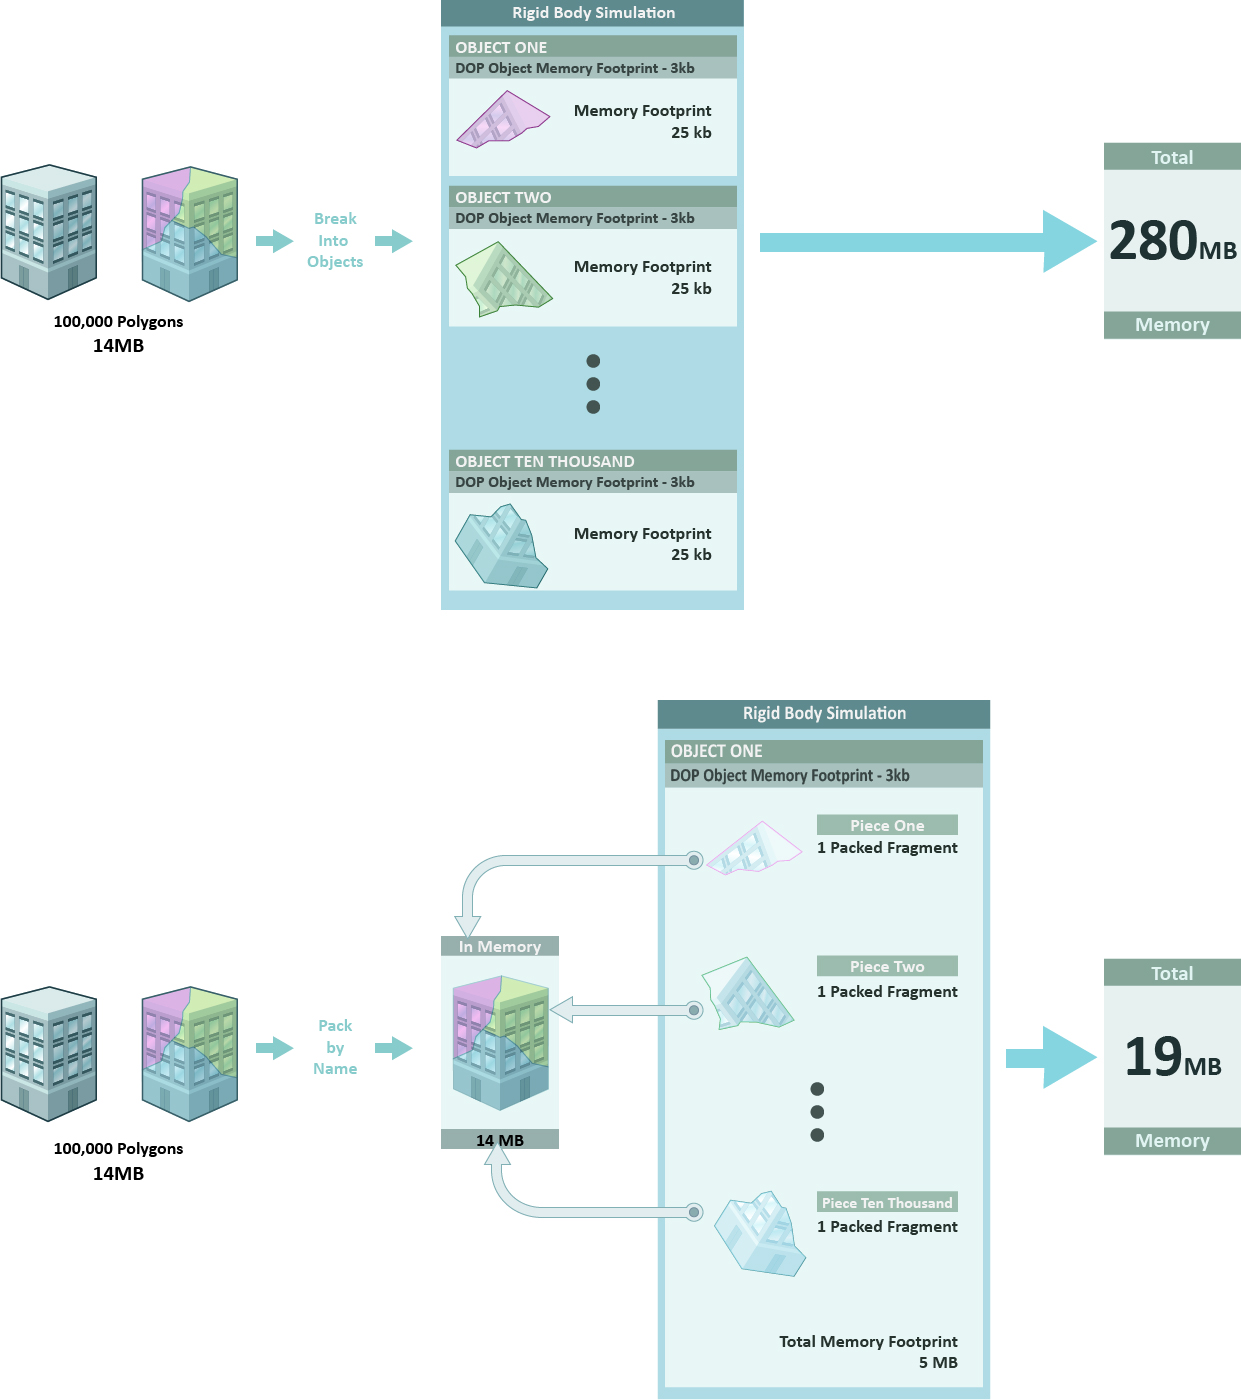 Rigid Body Simulation
OBJECT ONE
DOP Object Memory Footprint - 3kb
Memory Footprint
25 kb
OBJECT TWO
DOP Object Memory Footprint - 3kb
Memory Footprint
25 kb
OBJECT TEN THOUSAND
DOP Object Memory Footprint - 3kb
Memory Footprint
25 kb
100,000 Polygons
14MB
Break
Into
Objects
Total
280MB
Memory
Rigid Body Simulation
OBJECT ONE
DOP Object Memory Footprint - 3kb
Piece One
1 Packed Fragment
Piece Two
1 Packed Fragment
Piece Ten Thousand
1 Packed Fragment
Total Memory Footprint
5 MB
In Memory
14 MB
100,000 Polygons
14MB
Pack
by
Name
Total
19MB
Memory